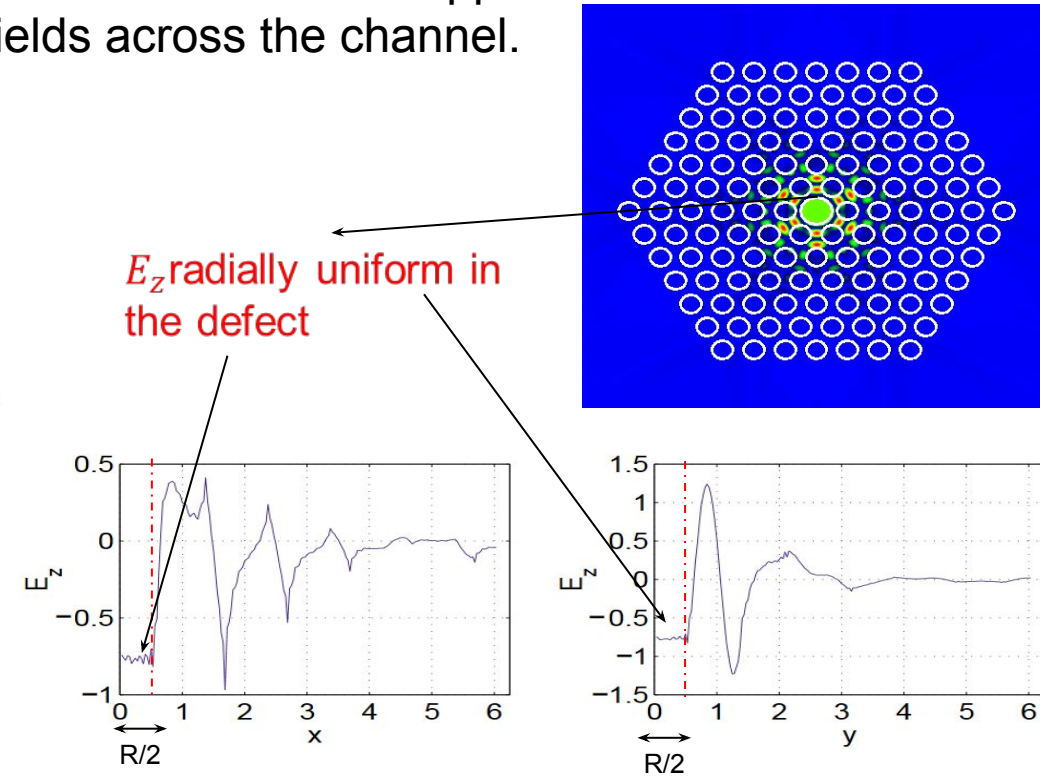 ields across the channel.
E_z radially uniform in
the defect
0.5
0
−0.5
−1
E_z
0 1 2 3 4 5 6
x
R/2
1.5
1
0.5
0
−0.5
−1
−1.5
E_z
0 1 2 3 4 5 6
y
R/2